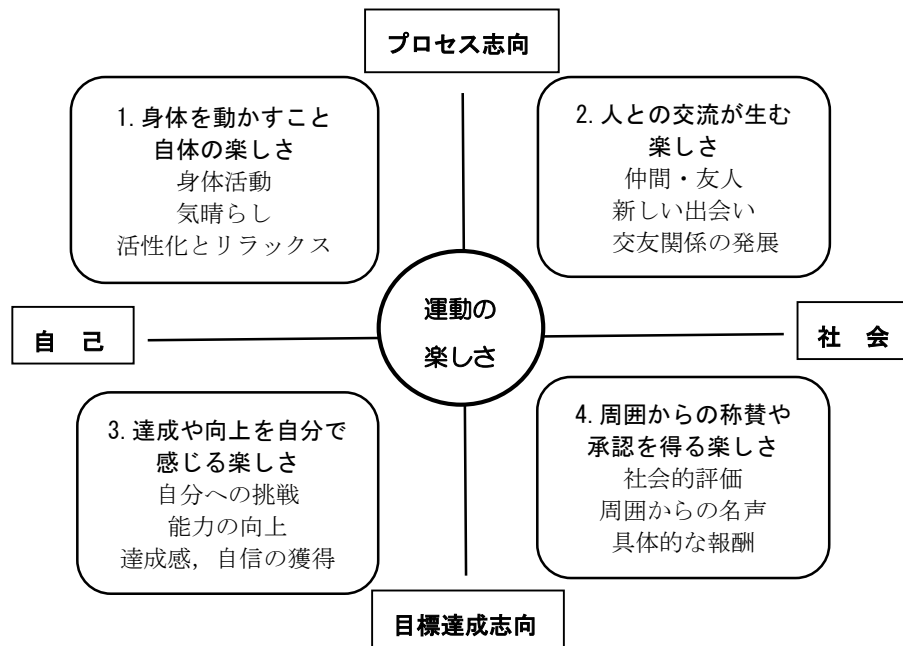 プロセス志向
1. 身体を動かすこと
自体の楽しさ
身体活動
気晴らし
活性化とリラックス
2. 人との交流が生む
楽しさ
仲間・友人
新しい出会い
交友関係の発展
運動の
楽しさ
自　己
社　会
3. 達成や向上を自分で
感じる楽しさ
自分への挑戦
能力の向上
達成感，自信の獲得
4. 周囲からの称賛や
承認を得る楽しさ
社会的評価
周囲からの名声
具体的な報酬
目標達成志向